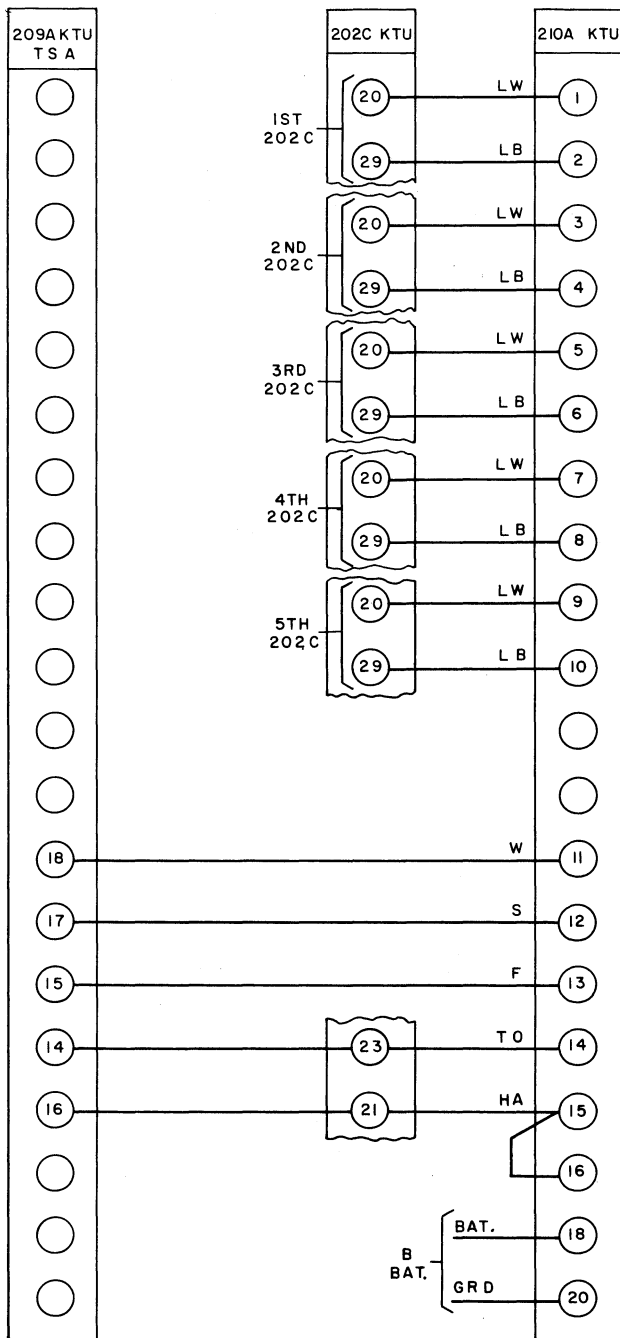 209A KTU
TSA
202C KTU
210A KTU
20 LW 1
1ST
202C
29 LB 2
20 LW 3
2ND
202C
29 LB 4
20 LW 5
3RD
202C
29 LB 6
20 LW 7
4TH
202C
29 LB 8
20 LW 9
5TH
202C
29 LB 10
18 W 11
17 S 12
15 F 13
14 23 TO 14
16 21 HA 15
16
BAT. 18
B
BAT.
GRD 20